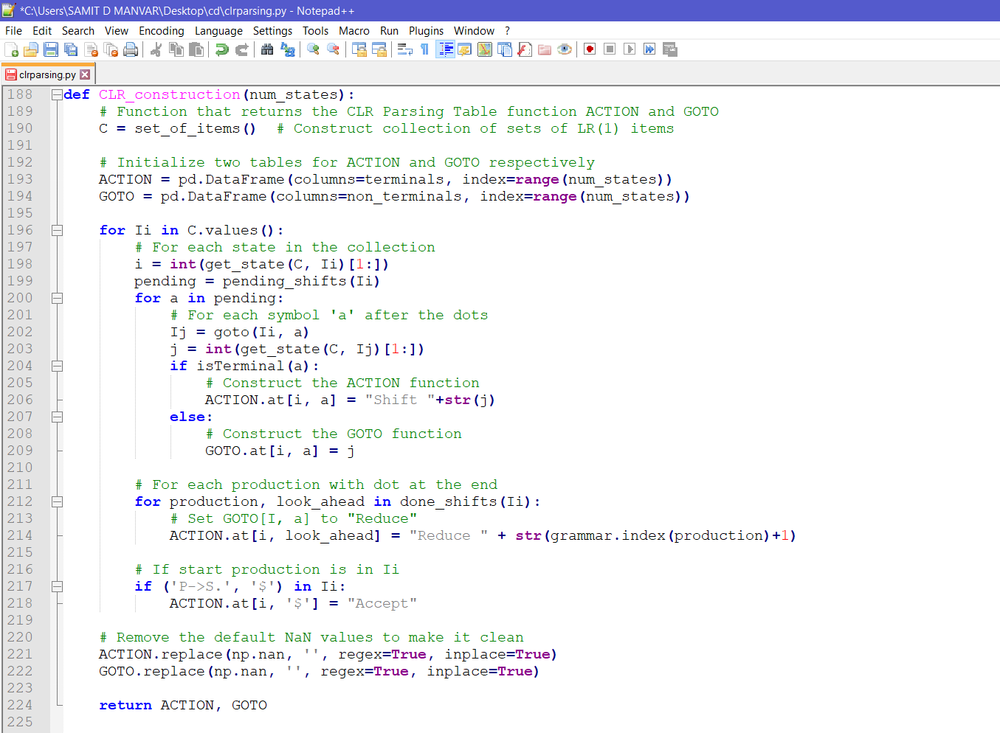 *C:\Users\SAMIT D MANVAR\Desktop\cd\clrparsing.py - Notepad++
File Edit Search View Encoding Language Settings Tools Macro Run Plugins Window ?
clrparsing.py
188 def CLR_construction(num_states):
189     # Function that returns the CLR Parsing Table function ACTION and GOTO
190     C = set_of_items()  # Construct collection of sets of LR(1) items
191
192     # Initialize two tables for ACTION and GOTO respectively
193     ACTION = pd.DataFrame(columns=terminals, index=range(num_states))
194     GOTO = pd.DataFrame(columns=non_terminals, index=range(num_states))
195
196     for Ii in C.values():
197         # For each state in the collection
198         i = int(get_state(C, Ii)[1:])
199         pending = pending_shifts(Ii)
200         for a in pending:
201             # For each symbol 'a' after the dots
202             Ij = goto(Ii, a)
203             j = int(get_state(C, Ij)[1:])
204             if isTerminal(a):
205                 # Construct the ACTION function
206                 ACTION.at[i, a] = "Shift "+str(j)
207             else:
208                 # Construct the GOTO function
209                 GOTO.at[i, a] = j
210
211         # For each production with dot at the end
212         for production, look_ahead in done_shifts(Ii):
213             # Set GOTO[I, a] to "Reduce"
214             ACTION.at[i, look_ahead] = "Reduce " + str(grammar.index(production)+1)
215
216         # If start production is in Ii
217         if ('P->S.', '$') in Ii:
218             ACTION.at[i, '$'] = "Accept"
219
220     # Remove the default NaN values to make it clean
221     ACTION.replace(np.nan, '', regex=True, inplace=True)
222     GOTO.replace(np.nan, '', regex=True, inplace=True)
223
224     return ACTION, GOTO
225